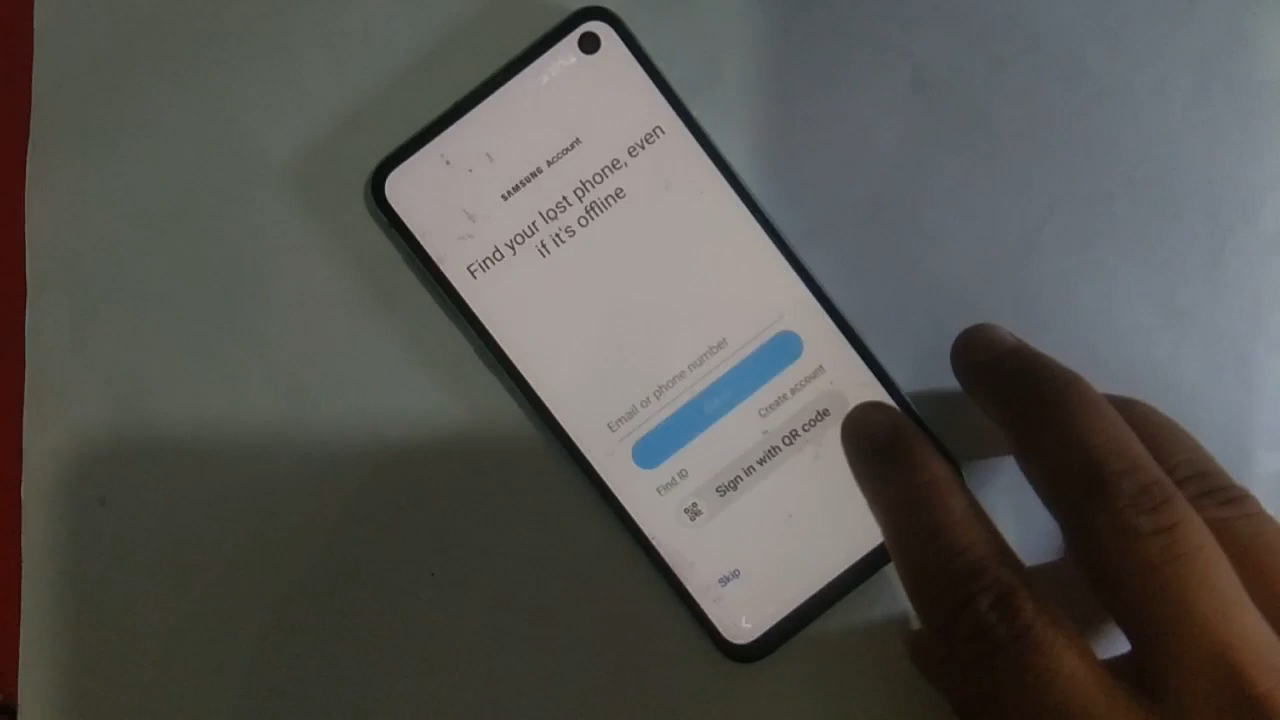 SAMSUNG Account
Find your lost phone, even
if it's offline
Email or phone number
Find ID
Create account
Sign in with QR code
Skip